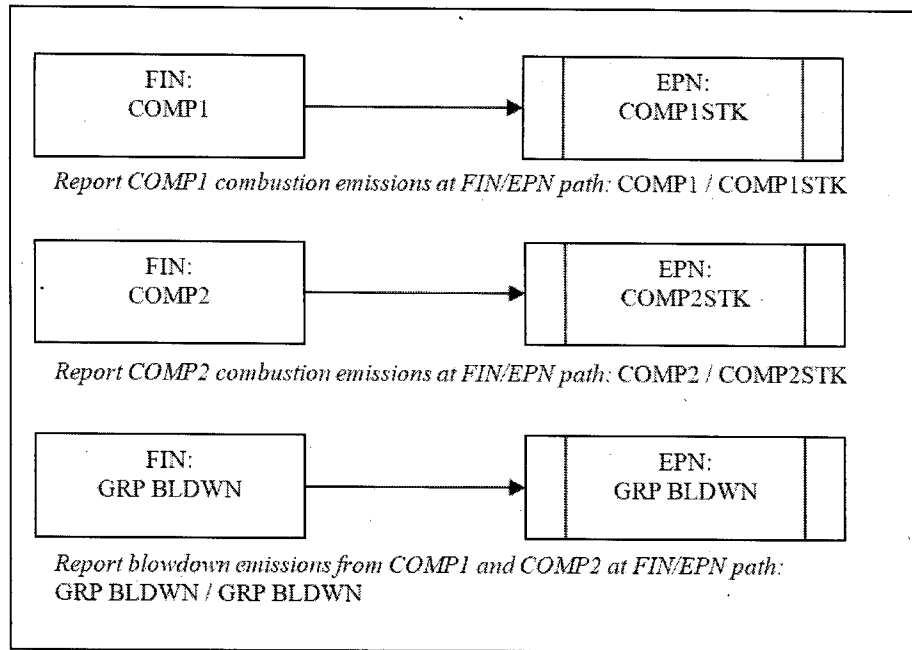 FIN:
COMP1
EPN:
COMP1STK
Report COMP1 combustion emissions at FIN/EPN path: COMP1 / COMP1STK
FIN:
COMP2
EPN:
COMP2STK
Report COMP2 combustion emissions at FIN/EPN path: COMP2 / COMP2STK
FIN:
GRP BLDWN
EPN:
GRP BLDWN
Report blowdown emissions from COMP1 and COMP2 at FIN/EPN path:
GRP BLDWN / GRP BLDWN